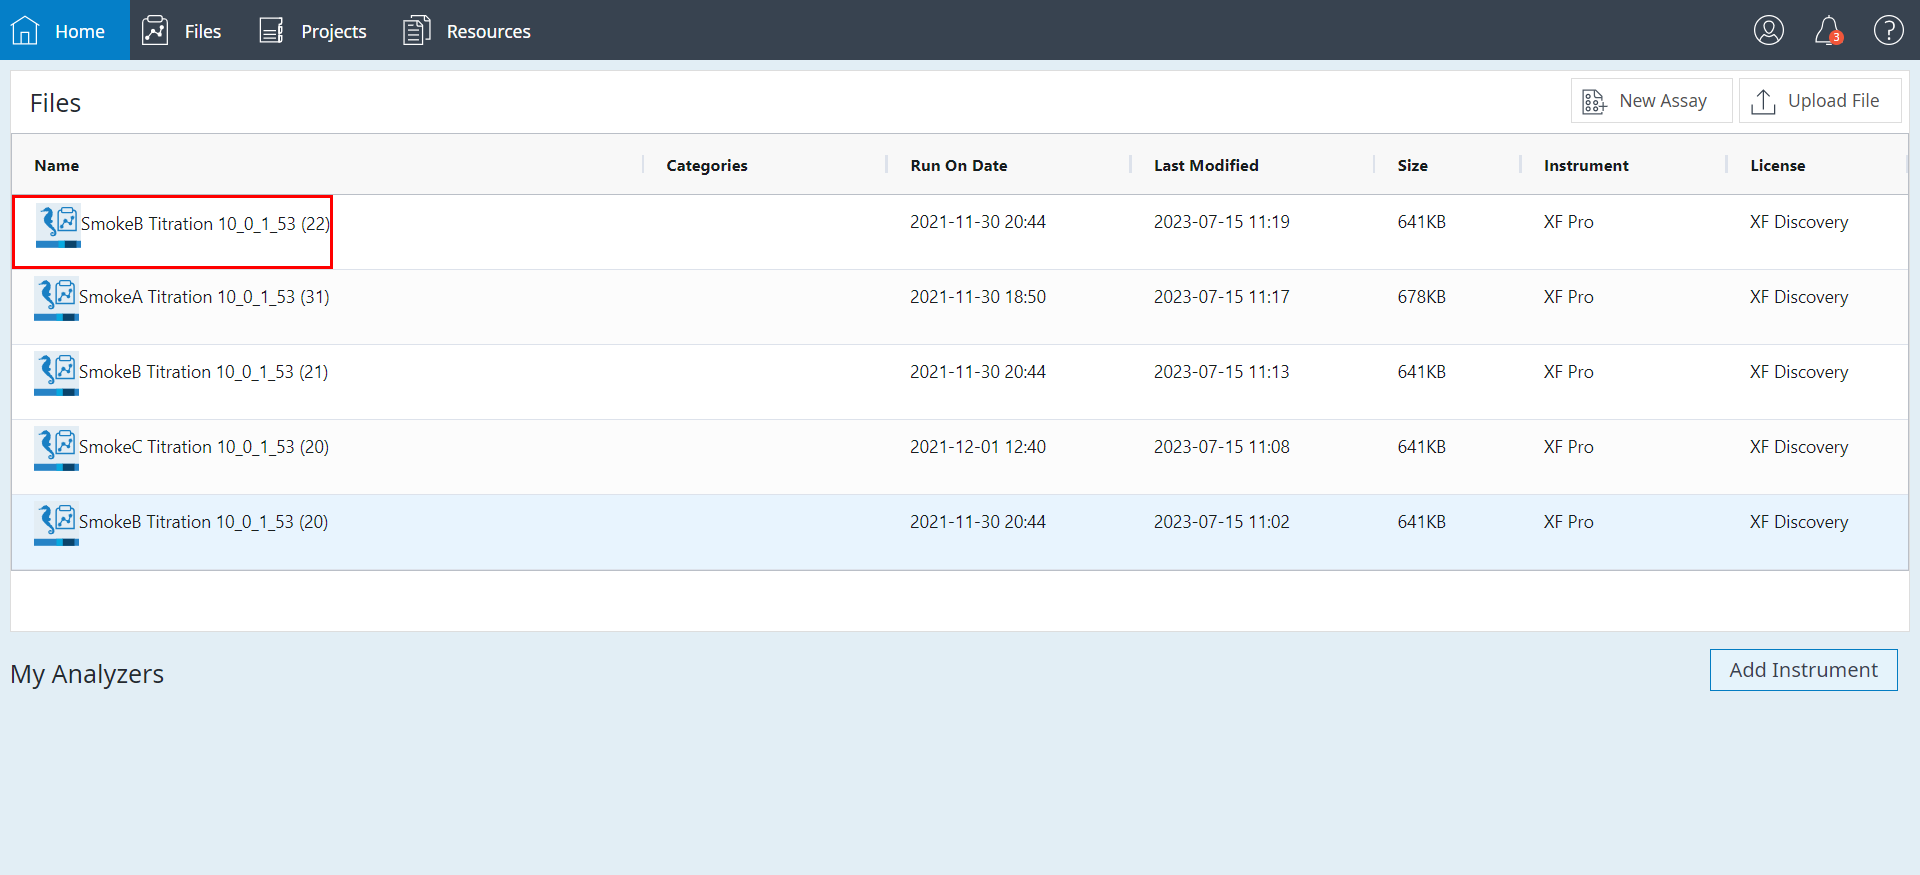 Home Files Projects Resources 3 ?
Files New Assay Upload File
Name Categories Run On Date Last Modified Size Instrument License
SmokeB Titration 10_0_1_53 (22) 2021-11-30 20:44 2023-07-15 11:19 641KB XF Pro XF Discovery
SmokeA Titration 10_0_1_53 (31) 2021-11-30 18:50 2023-07-15 11:17 678KB XF Pro XF Discovery
SmokeB Titration 10_0_1_53 (21) 2021-11-30 20:44 2023-07-15 11:13 641KB XF Pro XF Discovery
SmokeC Titration 10_0_1_53 (20) 2021-12-01 12:40 2023-07-15 11:08 641KB XF Pro XF Discovery
SmokeB Titration 10_0_1_53 (20) 2021-11-30 20:44 2023-07-15 11:02 641KB XF Pro XF Discovery
My Analyzers Add Instrument